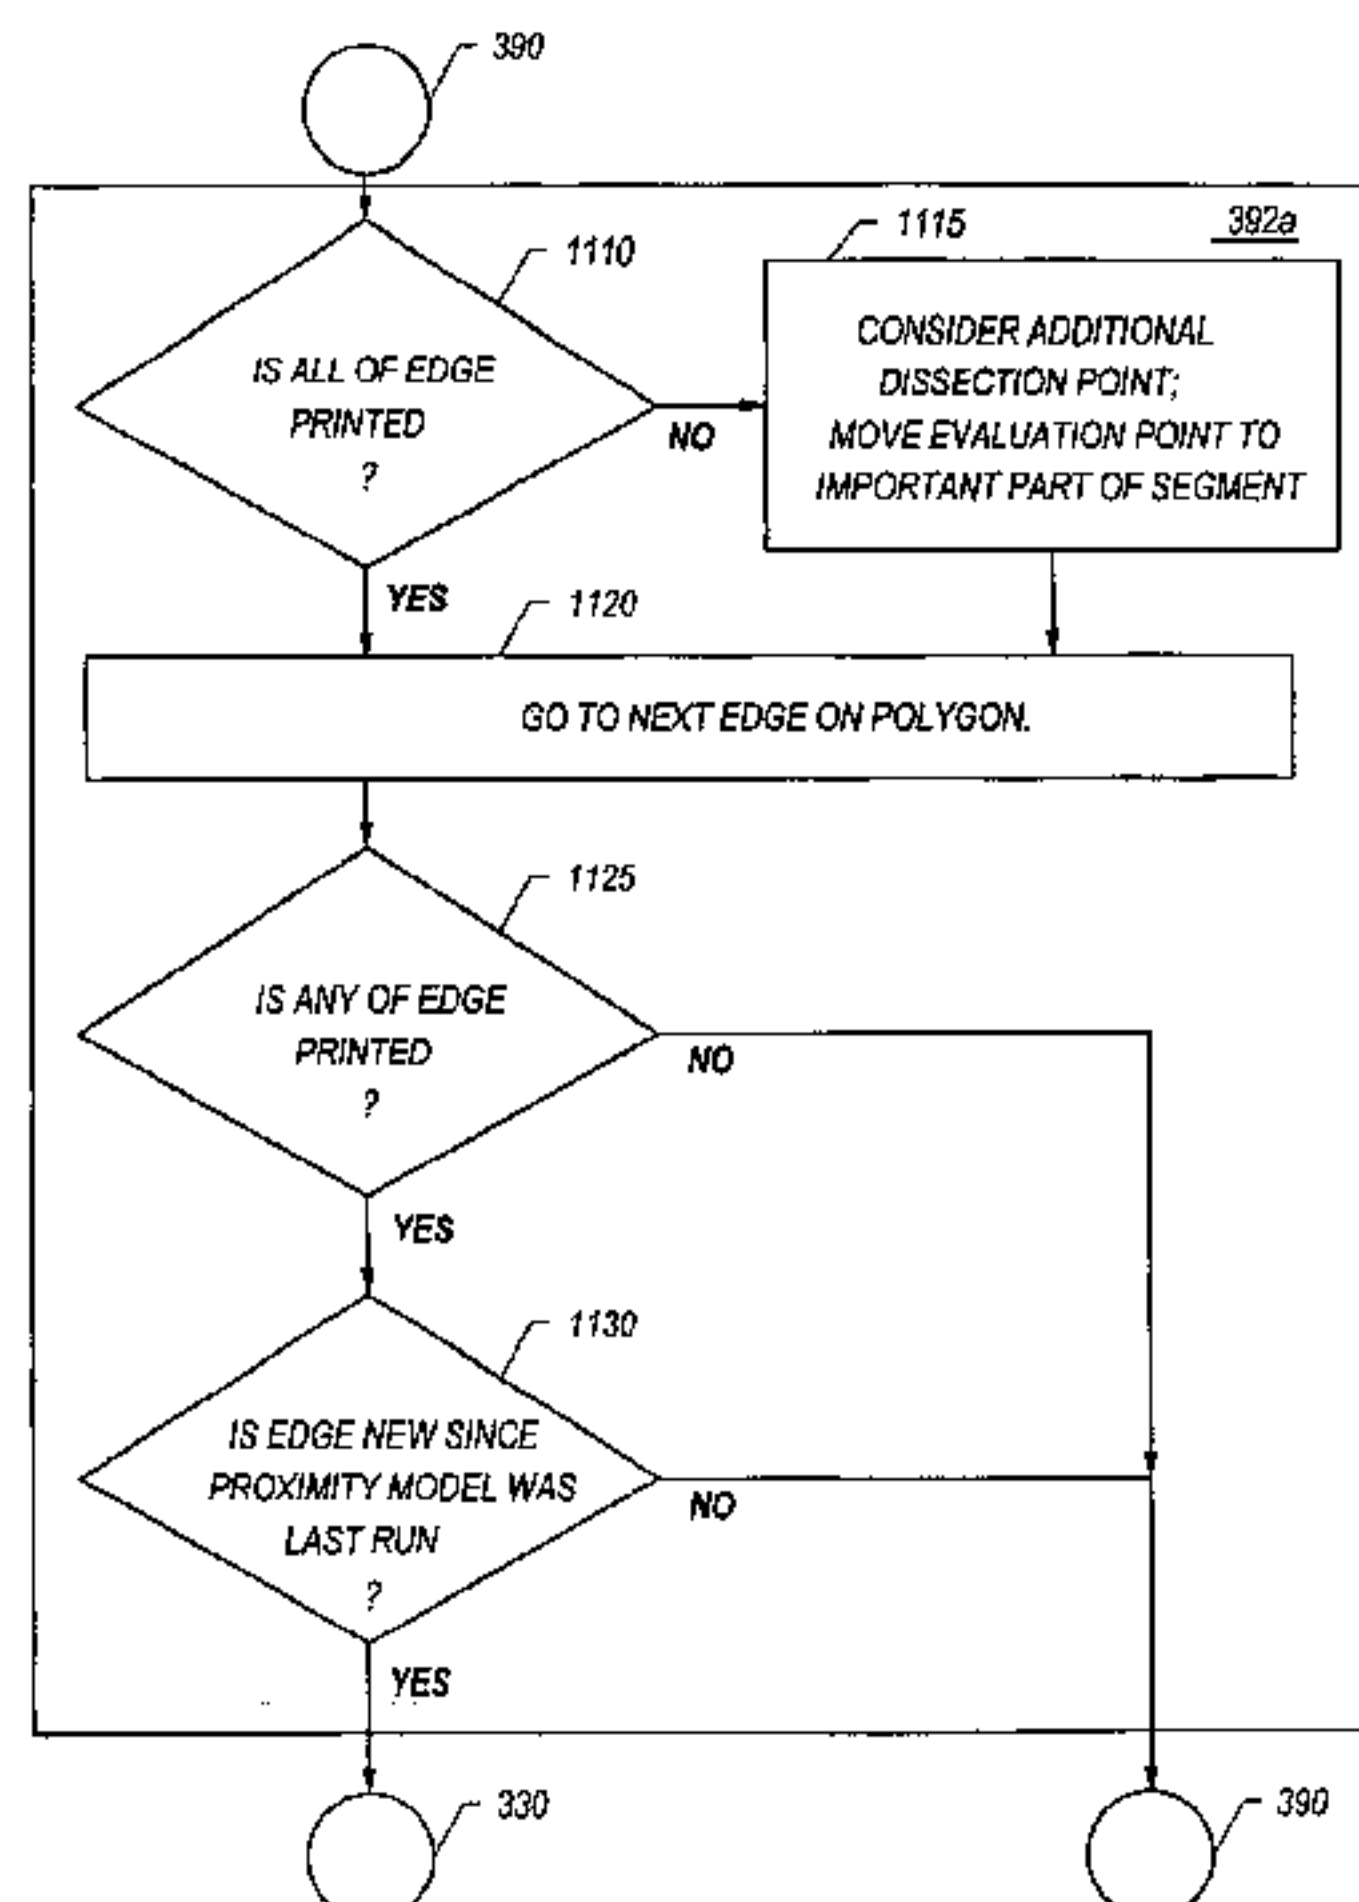 390
392a
1110
1115
IS ALL OF EDGE
PRINTED
?
NO
CONSIDER ADDITIONAL
DISSECTION POINT;
MOVE EVALUATION POINT TO
IMPORTANT PART OF SEGMENT
YES
1120
GO TO NEXT EDGE ON POLYGON.
1125
IS ANY OF EDGE
PRINTED
?
NO
YES
1130
IS EDGE NEW SINCE
PROXIMITY MODEL WAS
LAST RUN
?
NO
YES
330
390